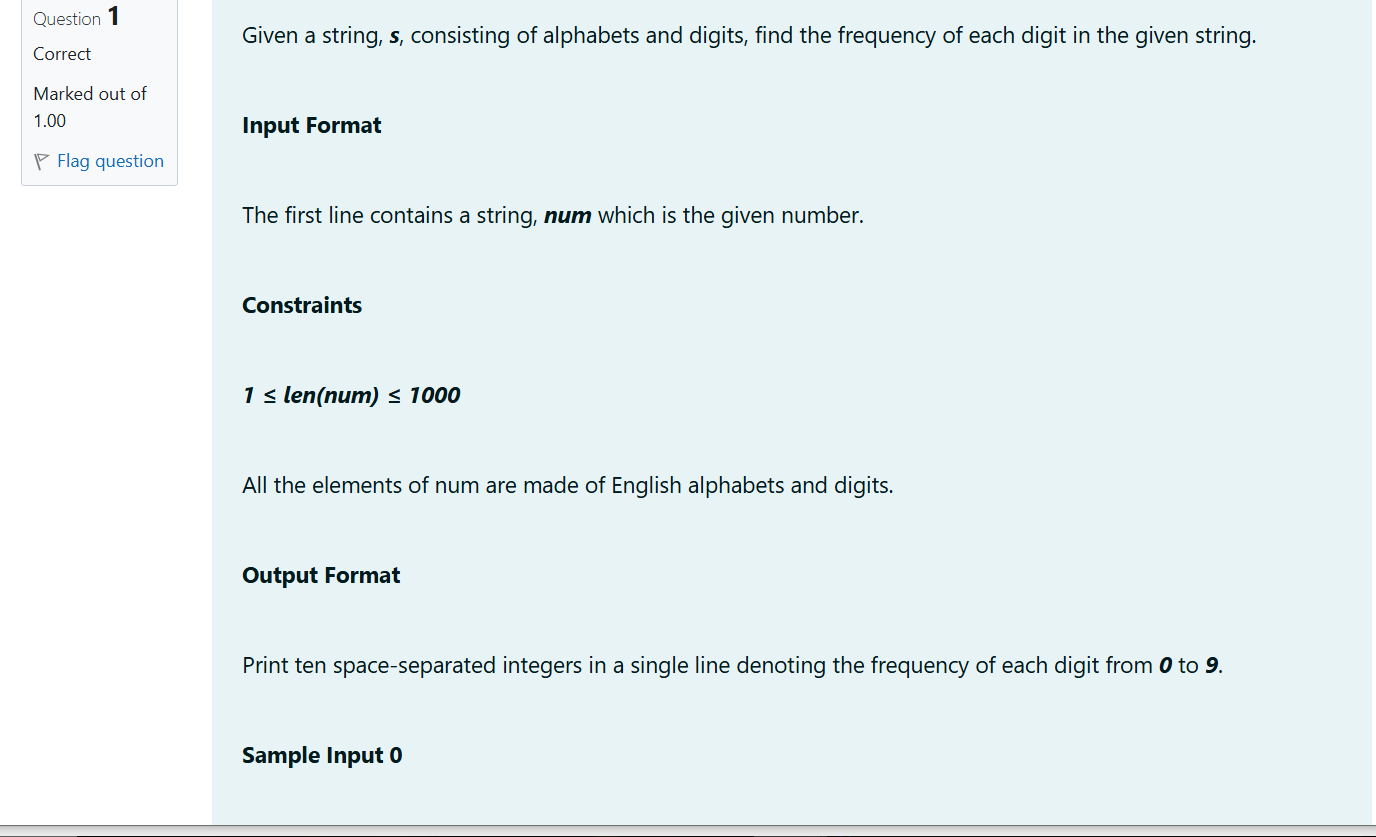 Question 1
Correct
Marked out of
1.00
Flag question
Given a string, s, consisting of alphabets and digits, find the frequency of each digit in the given string.
Input Format
The first line contains a string, num which is the given number.
Constraints
1 ≤ len(num) ≤ 1000
All the elements of num are made of English alphabets and digits.
Output Format
Print ten space-separated integers in a single line denoting the frequency of each digit from 0 to 9.
Sample Input 0